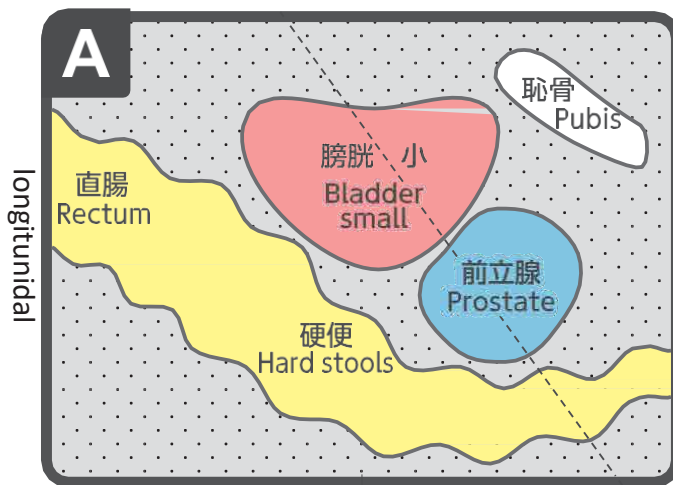 A
恥骨
Pubis
膀胱 小
Bladder
small
直腸
Rectum
前立腺
Prostate
硬便
Hard stools
longitunidal